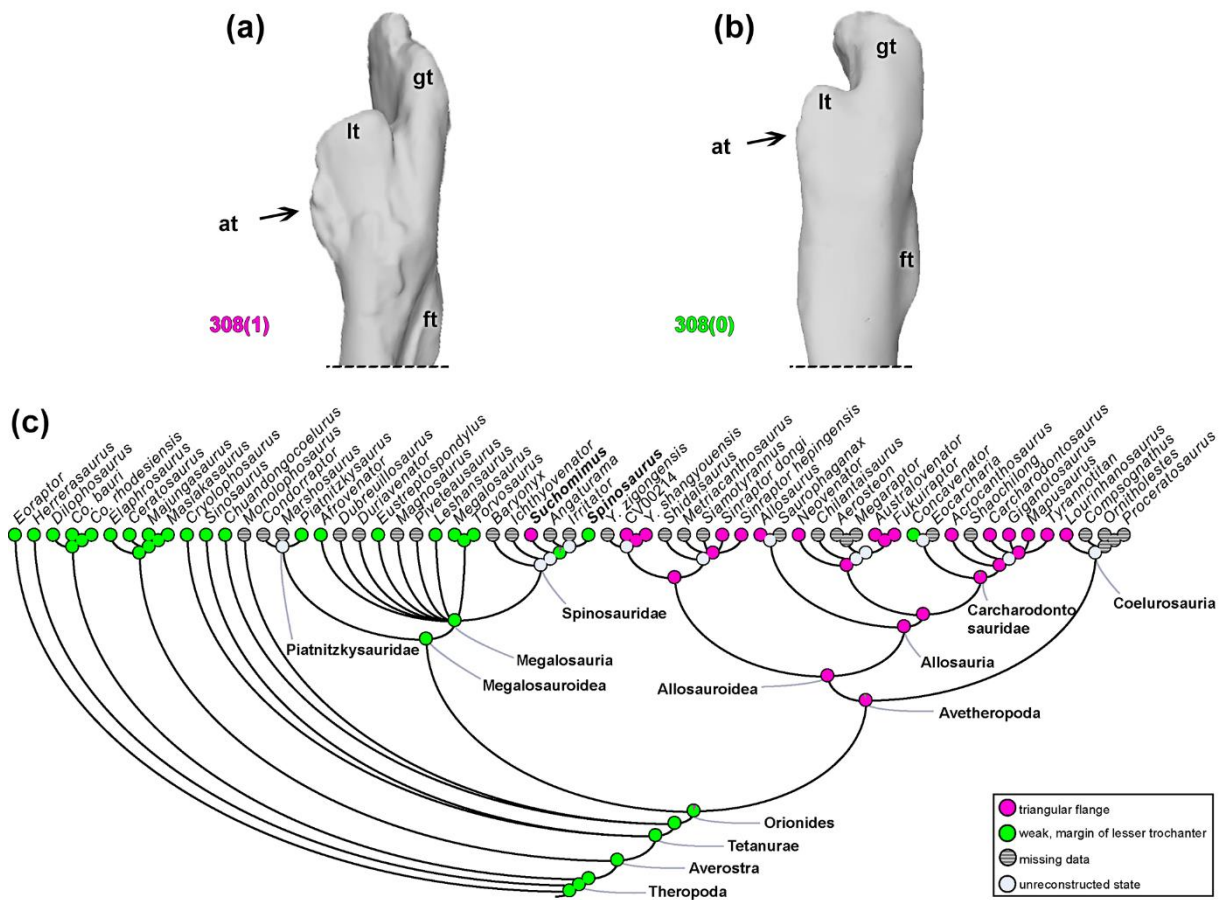 (a)
gt
lt
at
ft
308(1)
(b)
gt
lt
at
ft
308(0)
(c)
Eoraptor
Herrerasaurus
Dilophosaurus
Co. bauri
Co. rhodesiensis
Elaphrosaurus
Ceratosaurus
Majungasaurus
Masiakasaurus
Cryolophosaurus
Sinosaurus
Chuandongocoelurus
Monolophosaurus
Condorraptor
Marshosaurus
Piatnitzkysaurus
Afrovenator
Dubreuillosaurus
Duriavenator
Eustreptospondylus
Magnosaurus
Piveteausaurus
Leshansaurus
Megalosaurus
Torvosaurus
Baryonyx
Ichthyovenator
Suchomimus
Angaturama
Irritator
Spinosaurus
Y. zigongensis
CV00214
Y. shangyouensis
Shidaisaurus
Metriacanthosaurus
Siamotyrannus
Sinraptor dongi
Sinraptor hepingensis
Allosaurus
Saurophaganax
Neovenator
Chilantaisaurus
Aerosteon
Megaraptor
Fukuiraptor
Australovenator
Concavenator
Eocarcharia
Acrocanthosaurus
Shaochilong
Carcharodontosaurus
Giganotosaurus
Mapusaurus
Tyrannotitan
Lourinhanosaurus
Compsognathus
Ornitholestes
Proceratosaurus
Spinosauridae
Carcharodonto
sauridae
Coelurosauria
Piatnitzkysauridae
Megalosauria
Allosauria
Megalosauroidea
Allosauroidea
Avetheropoda
Orionides
Tetanurae
Averostra
Theropoda
triangular flange
weak, margin of lesser trochanter
missing data
unreconstructed state